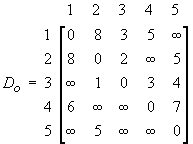 1 2 3 4 5
1 0 8 3 5 ∞
2 8 0 2 ∞ 5
Do = 3 ∞ 1 0 3 4
4 6 ∞ ∞ 0 7
5 ∞ 5 ∞ ∞ 0